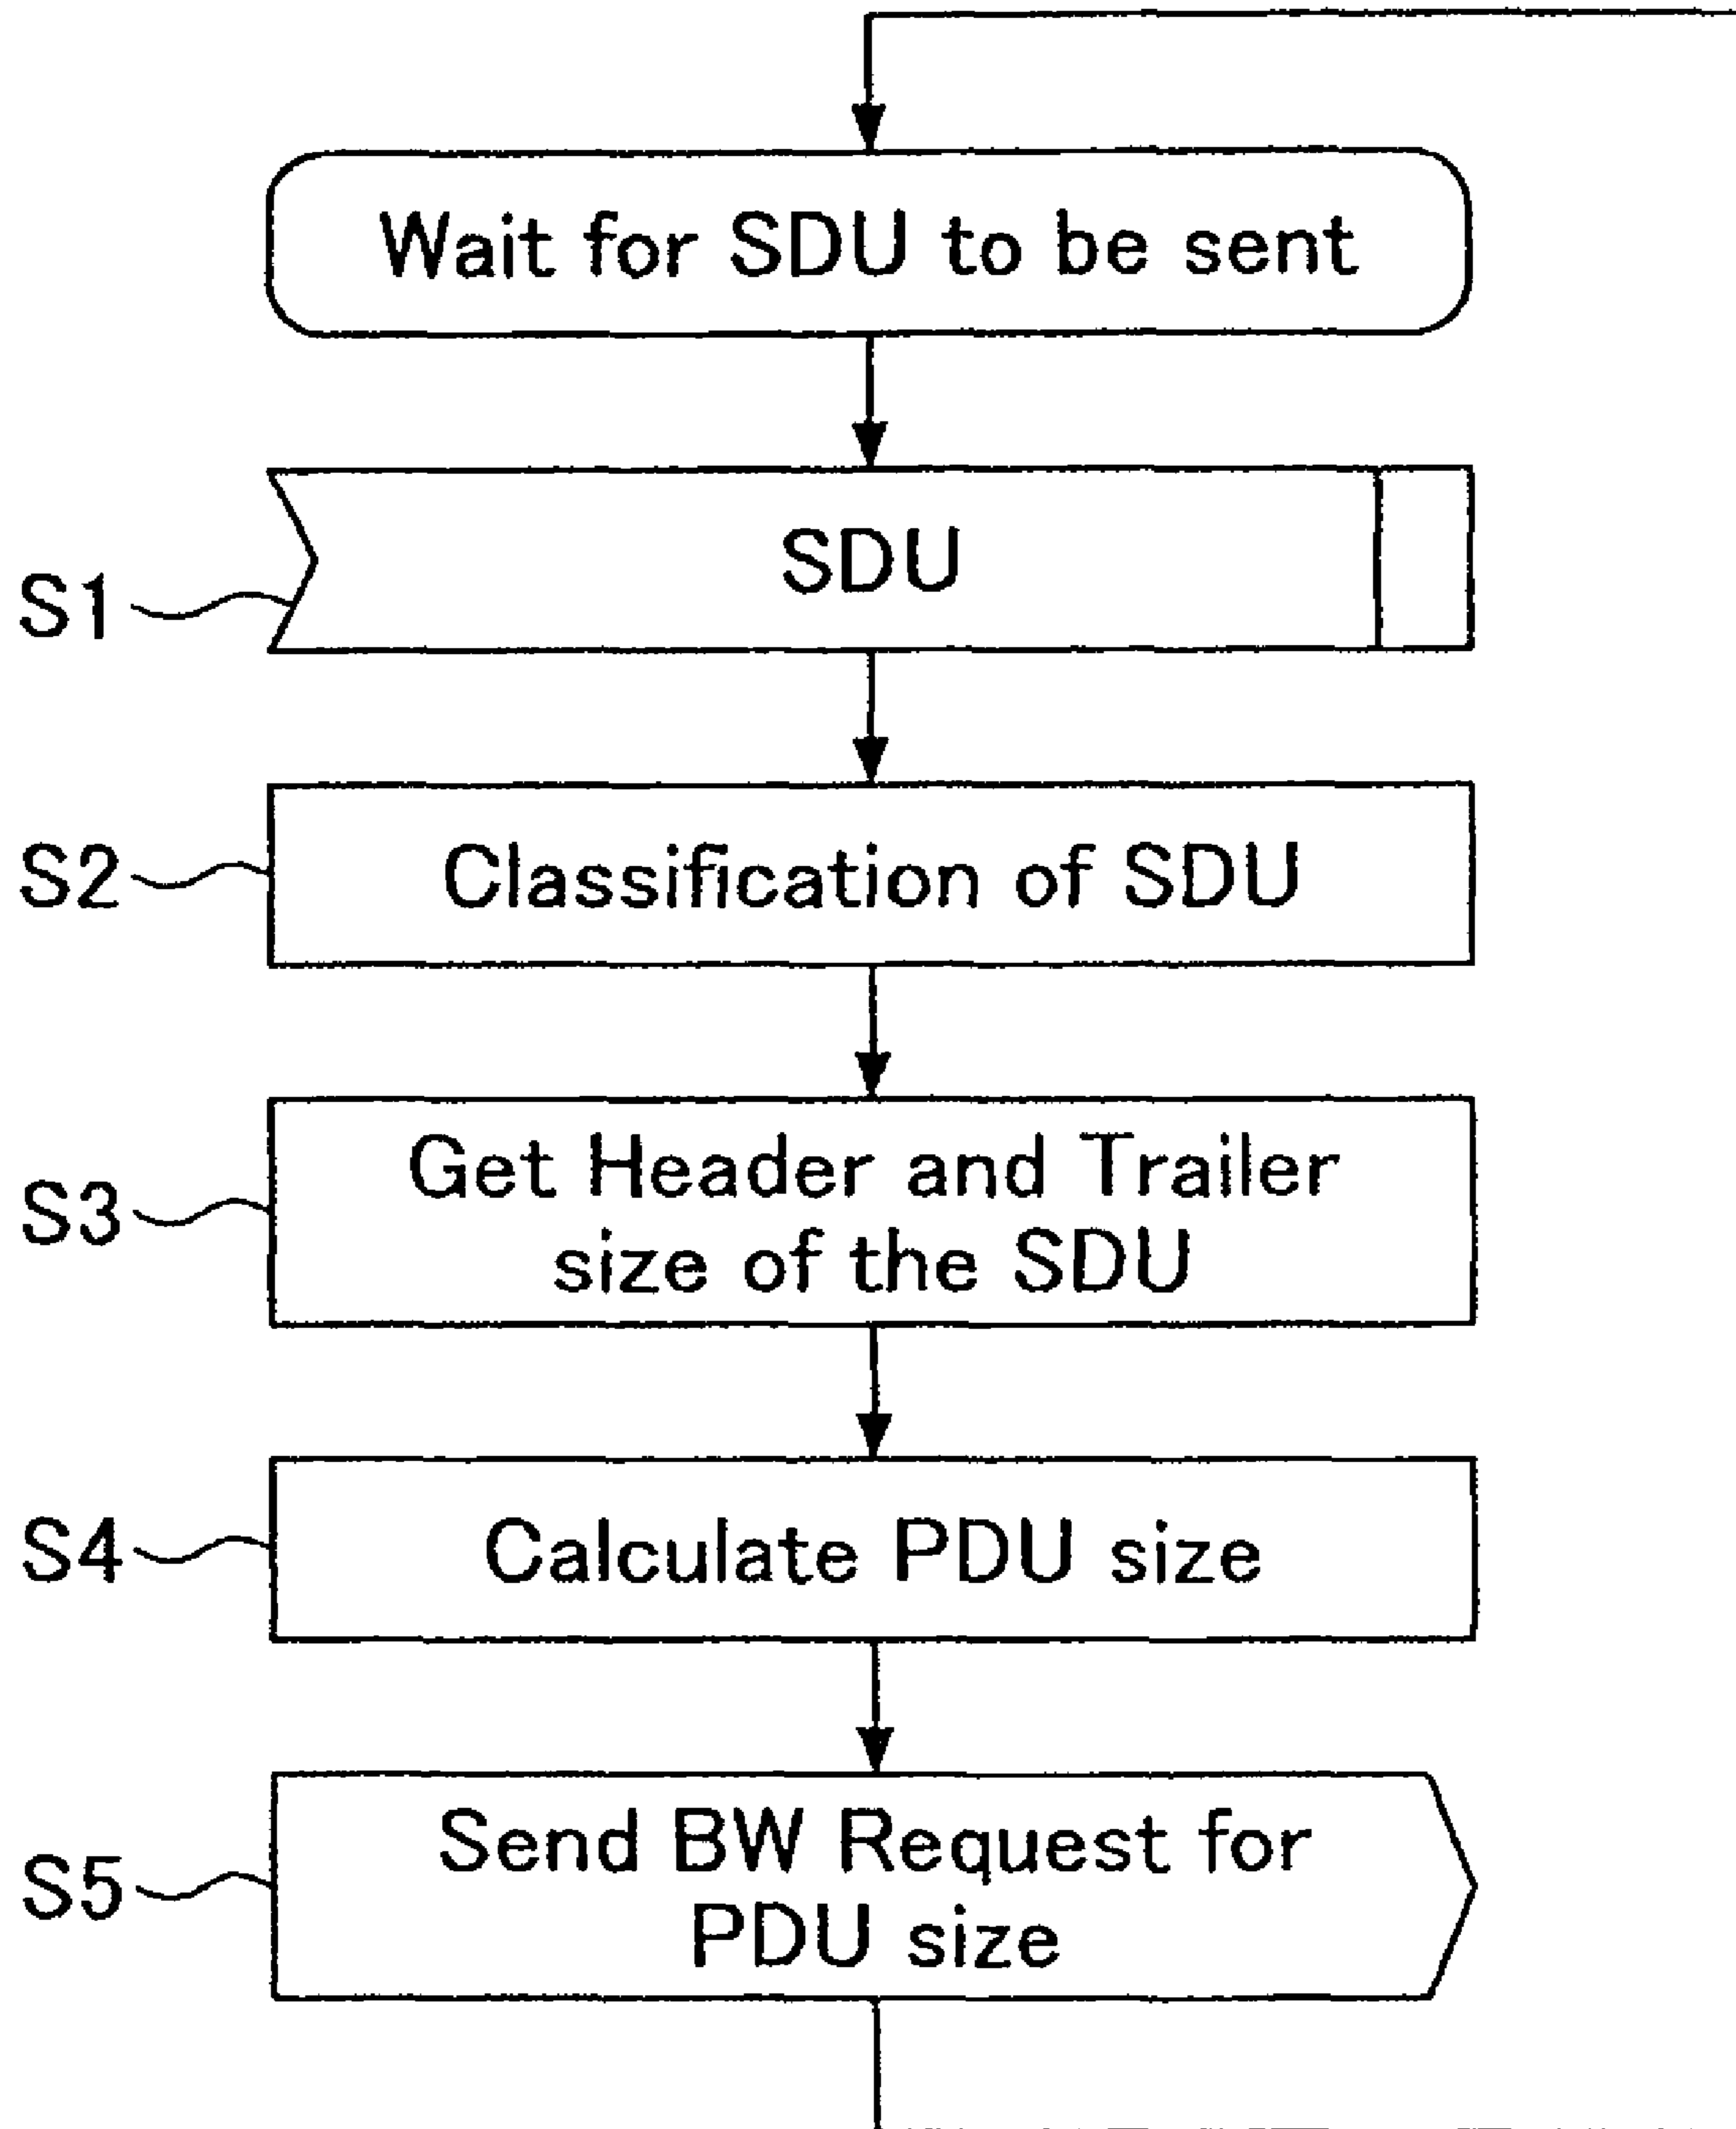 Wait for SDU to be sent
S1
SDU
S2
Classification of SDU
S3
Get Header and Trailer
size of the SDU
S4
Calculate PDU size
S5
Send BW Request for
PDU size